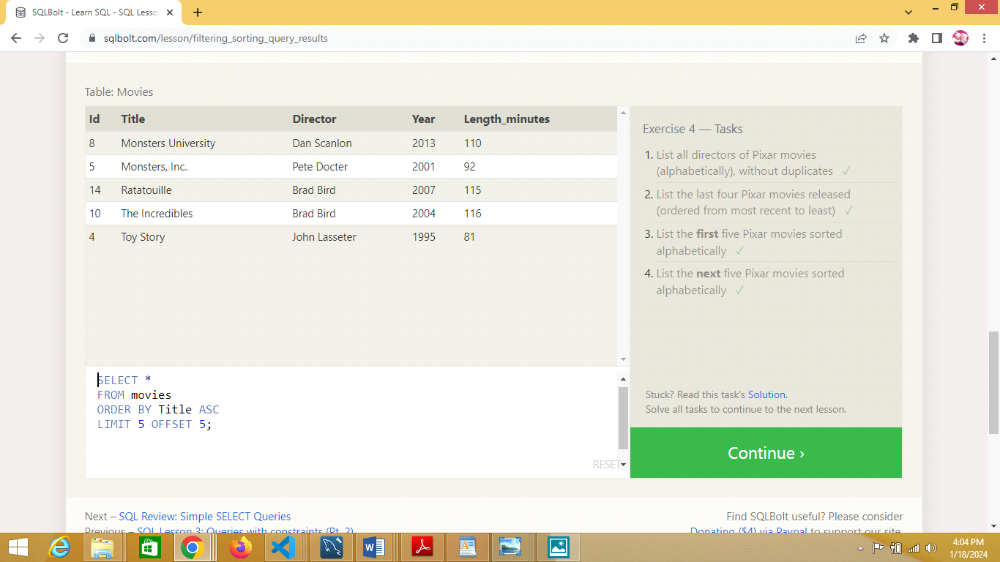 SQLBolt - Learn SQL - SQL Lesson
sqlbolt.com/lesson/filtering_sorting_query_results
Table: Movies
Id Title Director Year Length_minutes
8 Monsters University Dan Scanlon 2013 110
5 Monsters, Inc. Pete Docter 2001 92
14 Ratatouille Brad Bird 2007 115
10 The Incredibles Brad Bird 2004 116
4 Toy Story John Lasseter 1995 81
Exercise 4 — Tasks
1. List all directors of Pixar movies
(alphabetically), without duplicates ✓
2. List the last four Pixar movies released
(ordered from most recent to least) ✓
3. List the first five Pixar movies sorted
alphabetically ✓
4. List the next five Pixar movies sorted
alphabetically ✓
SELECT *
FROM movies
ORDER BY Title ASC
LIMIT 5 OFFSET 5;
RESET
Stuck? Read this task's Solution.
Solve all tasks to continue to the next lesson.
Continue ›
Next – SQL Review: Simple SELECT Queries
Previous – SQL Lesson 3: Queries with constraints (Pt. 2)
Find SQLBolt useful? Please consider
Donating ($4) via Paypal to support our site.
4:04 PM
1/18/2024